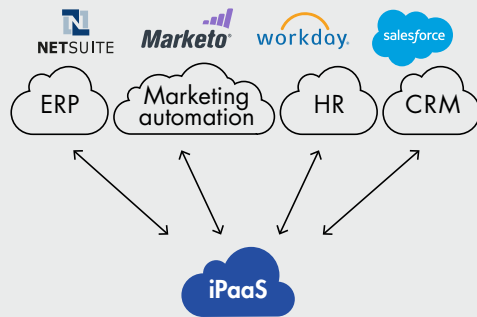 NETSUITE Marketo® workday. salesforce
ERP Marketing automation HR CRM
iPaaS